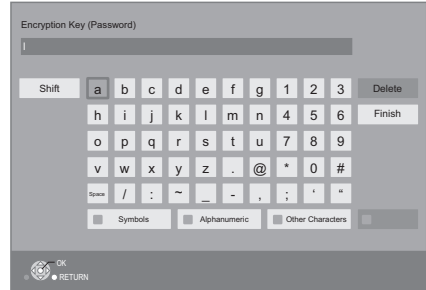 Encryption Key (Password)
Shift a b c d e f g 1 2 3 Delete
h i j k l m n 4 5 6 Finish
o p q r s t u 7 8 9
v w x y z . @ * 0 #
Space / : ~ _ - , ; ‘ “
Symbols Alphanumeric Other Characters
OK
RETURN